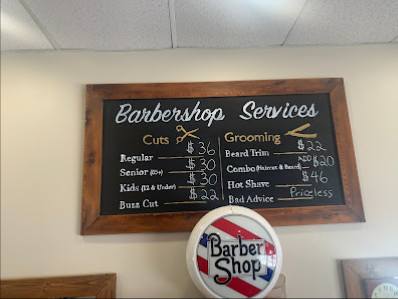 Barbershop Services
Cuts
Regular $36
Senior (65+) $30
Kids (12 & Under) $30
Buzz Cut $22
Grooming
Beard Trim $22
Combo (Haircut & Beard) ADD $20
Hot Shave $46
Bad Advice Priceless
Barber
Shop